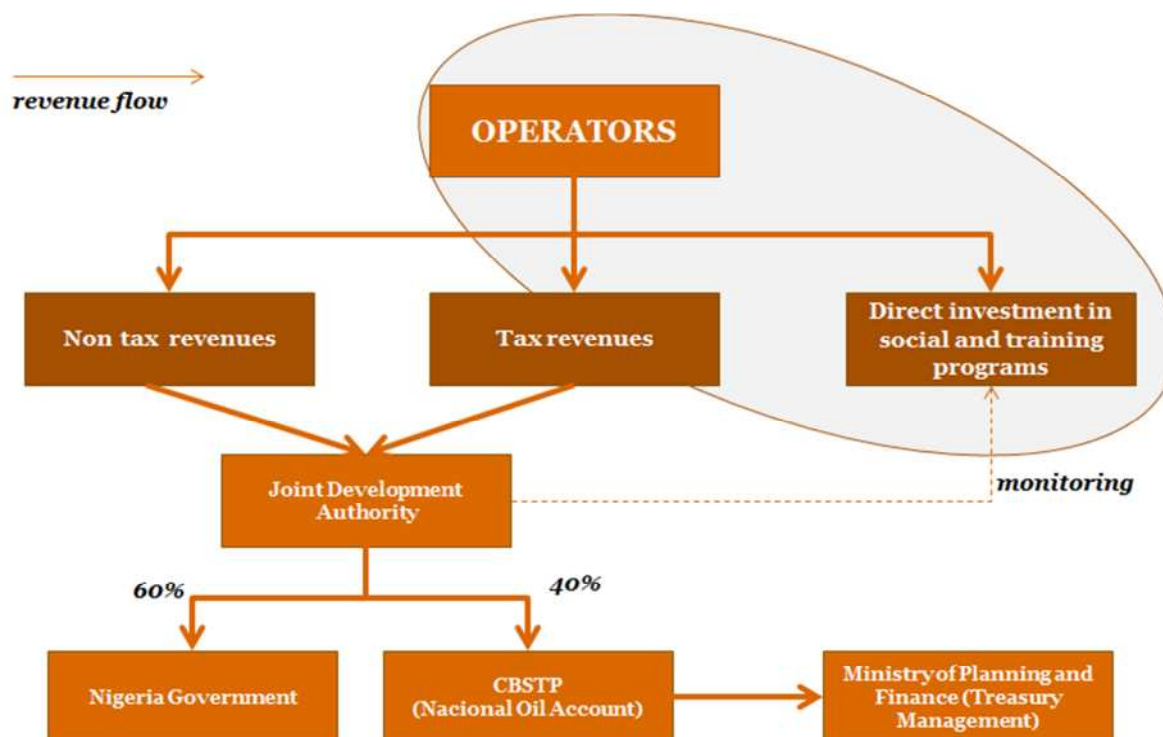 revenue flow
OPERATORS
Non tax revenues
Tax revenues
Direct investment in
social and training
programs
Joint Development
Authority
monitoring
60%
40%
Nigeria Government
CBSTP
(Nacional Oil Account)
Ministry of Planning and
Finance (Treasury
Management)